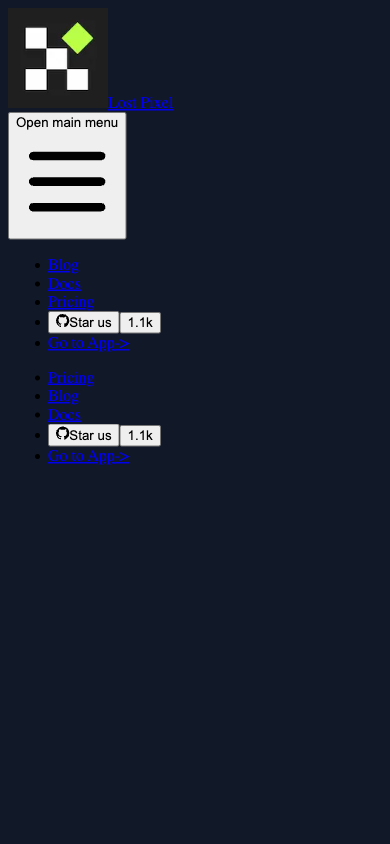 Lost Pixel
Open main menu
Blog
Docs
Pricing
Star us 1.1k
Go to App->
Pricing
Blog
Docs
Star us 1.1k
Go to App->